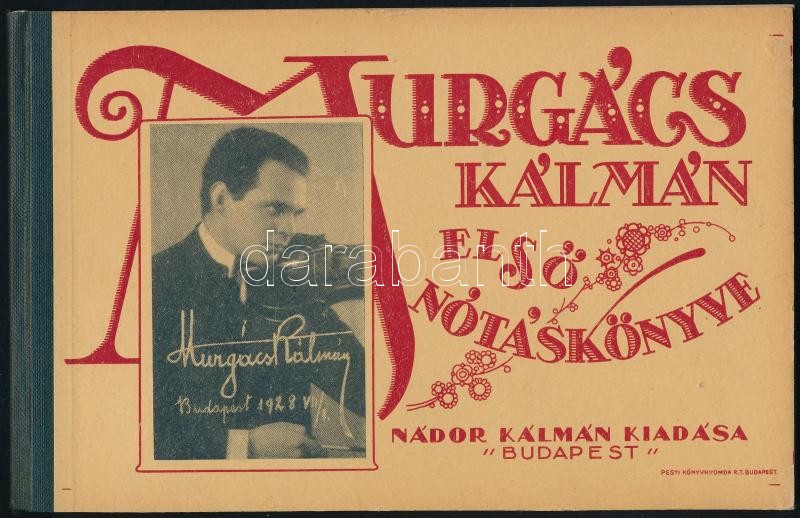 MURGÁCS
KÁLMÁN
ELSŐ
NÓTÁSKÖNYVE
Murgács Kálmán
Budapest 1928 VII/1.
darabanth
NÁDOR KÁLMÁN KIADÁSA
"BUDAPEST"
PESTI KÖNYVNYOMDA R.T. BUDAPEST.